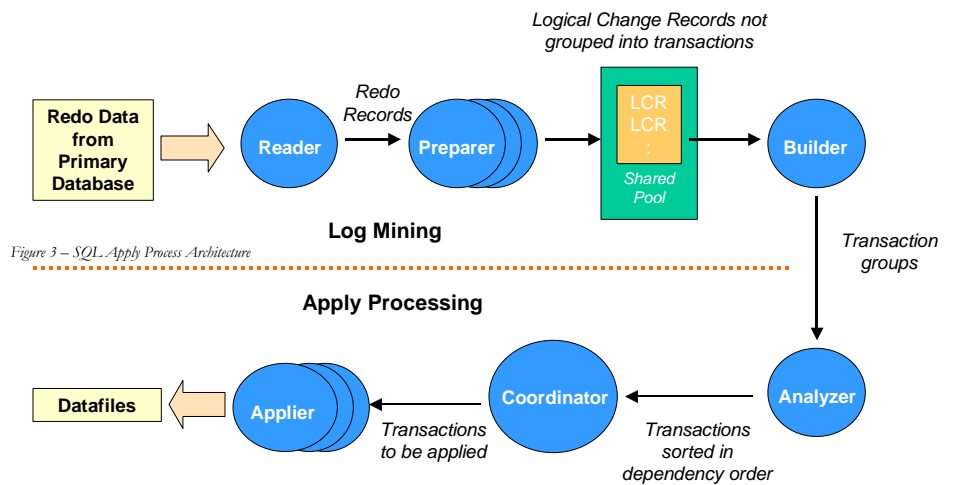 Logical Change Records not
grouped into transactions
Redo Data
from
Primary
Database
Reader
Redo
Records
Preparer
LCR
LCR
:
Shared
Pool
Builder
Log Mining
Figure 3 – SQL Apply Process Architecture
Transaction
groups
Apply Processing
Datafiles
Applier
Transactions
to be applied
Coordinator
Transactions
sorted in
dependency order
Analyzer